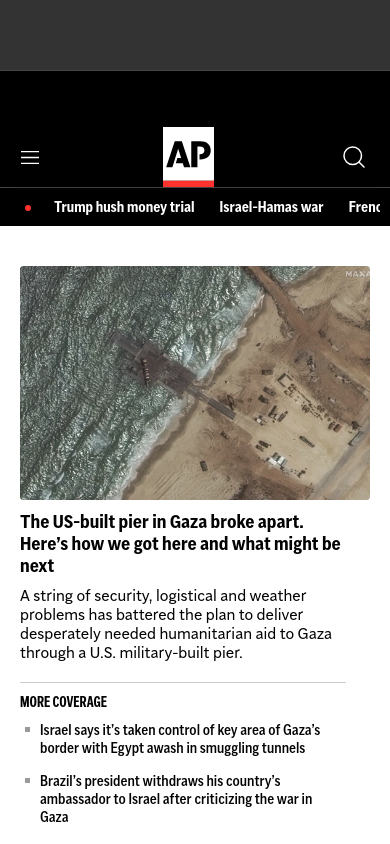 AP
Trump hush money trial Israel-Hamas war Frenc
The US-built pier in Gaza broke apart.
Here’s how we got here and what might be
next
A string of security, logistical and weather
problems has battered the plan to deliver
desperately needed humanitarian aid to Gaza
through a U.S. military-built pier.
MORE COVERAGE
Israel says it’s taken control of key area of Gaza’s
border with Egypt awash in smuggling tunnels
Brazil’s president withdraws his country’s
ambassador to Israel after criticizing the war in
Gaza